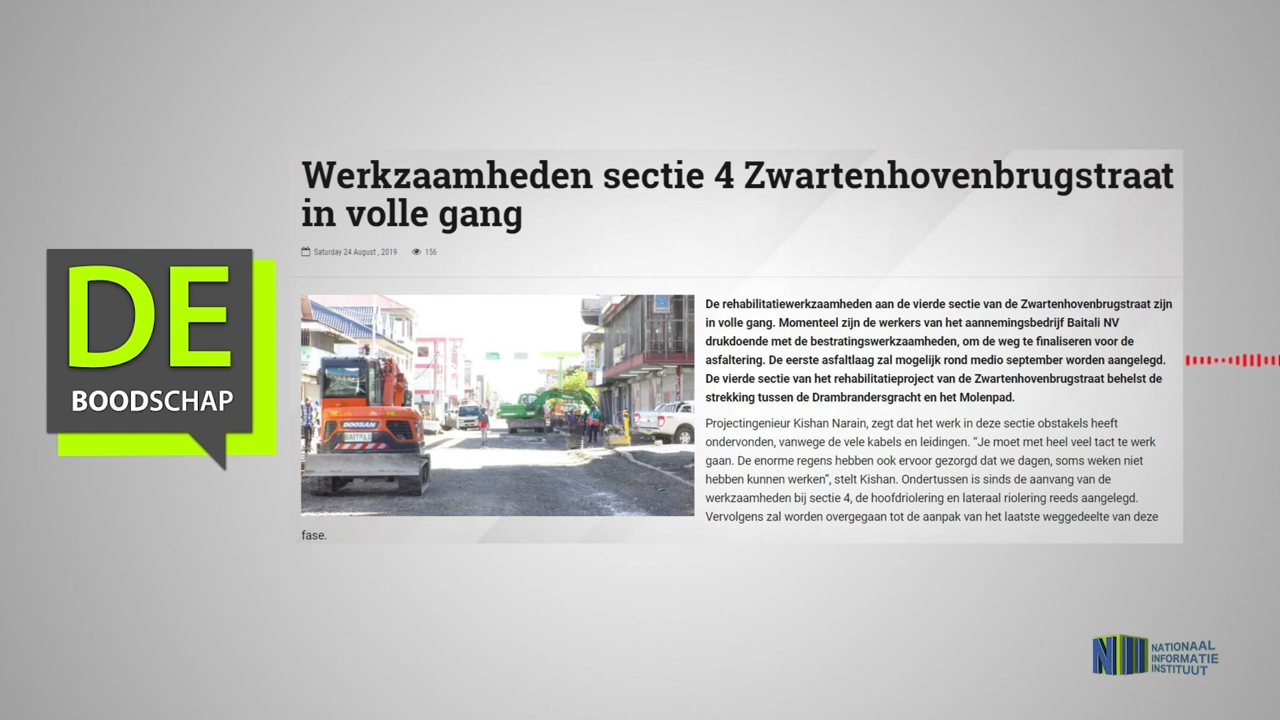 Werkzaamheden sectie 4 Zwartenhovenbrugstraat
in volle gang
Saturday 24 August , 2019 156
DE
BOODSCHAP
De rehabilitatiewerkzaamheden aan de vierde sectie van de Zwartenhovenbrugstraat zijn
in volle gang. Momenteel zijn de werkers van het aannemingsbedrijf Baitali NV
drukdoende met de bestratingswerkzaamheden, om de weg te finaliseren voor de
asfaltering. De eerste asfaltlaag zal mogelijk rond medio september worden aangelegd.
De vierde sectie van het rehabilitatieproject van de Zwartenhovenbrugstraat behelst de
strekking tussen de Drambrandersgracht en het Molenpad.
Projectingenieur Kishan Narain, zegt dat het werk in deze sectie obstakels heeft
ondervonden, vanwege de vele kabels en leidingen. “Je moet met heel veel tact te werk
gaan. De enorme regens hebben ook ervoor gezorgd dat we dagen, soms weken niet
hebben kunnen werken”, stelt Kishan. Ondertussen is sinds de aanvang van de
werkzaamheden bij sectie 4, de hoofdriolering en lateraal riolering reeds aangelegd.
Vervolgens zal worden overgegaan tot de aanpak van het laatste weggedeelte van deze
fase.
DOOSAN
BAITALI
NII
NATIONAAL
INFORMATIE
INSTITUUT